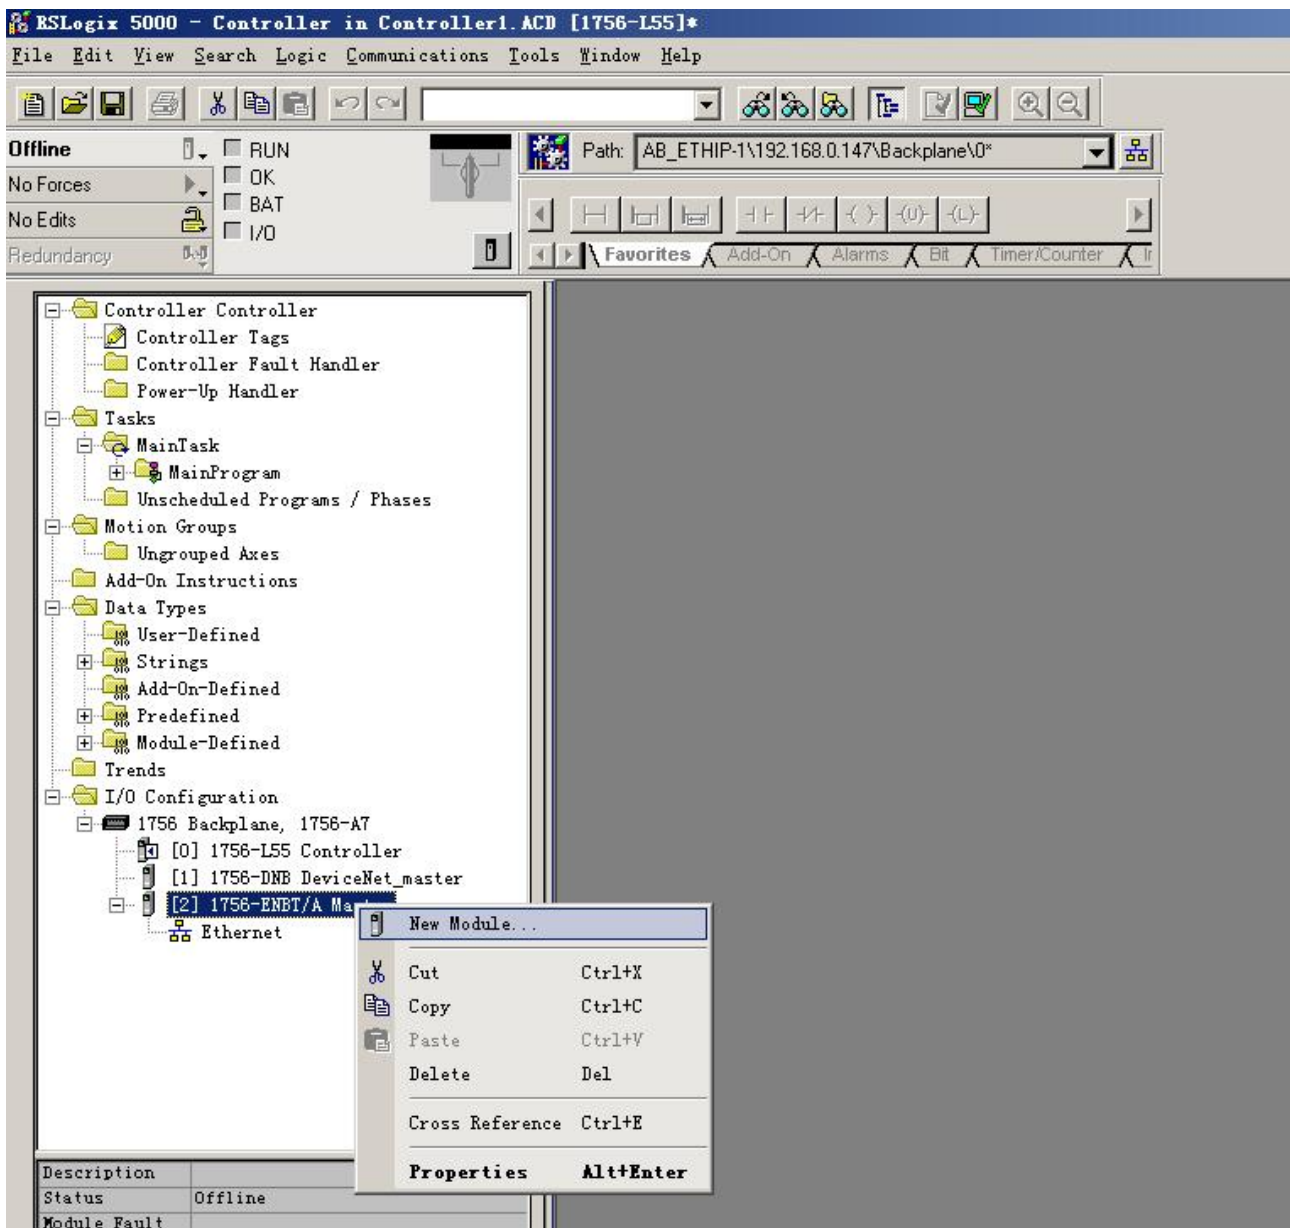 RSLogix 5000 - Controller in Controller1.ACD [1756-L55]*
File Edit View Search Logic Communications Tools Window Help
Offline
RUN
Path: AB_ETHIP-1\192.168.0.147\Backplane\0*
No Forces
OK
BAT
No Edits
I/O
Redundancy
Favorites Add-On Alarms Bit Timer/Counter
Controller Controller
Controller Tags
Controller Fault Handler
Power-Up Handler
Tasks
MainTask
MainProgram
Unscheduled Programs / Phases
Motion Groups
Ungrouped Axes
Add-On Instructions
Data Types
User-Defined
Strings
Add-On-Defined
Predefined
Module-Defined
Trends
I/O Configuration
1756 Backplane, 1756-A7
[0] 1756-L55 Controller
[1] 1756-DNB DeviceNet_master
[2] 1756-ENBT/A Ma
Ethernet
New Module...
Cut Ctrl+X
Copy Ctrl+C
Paste Ctrl+V
Delete Del
Cross Reference Ctrl+E
Properties Alt+Enter
Description
Status Offline
Module Fault